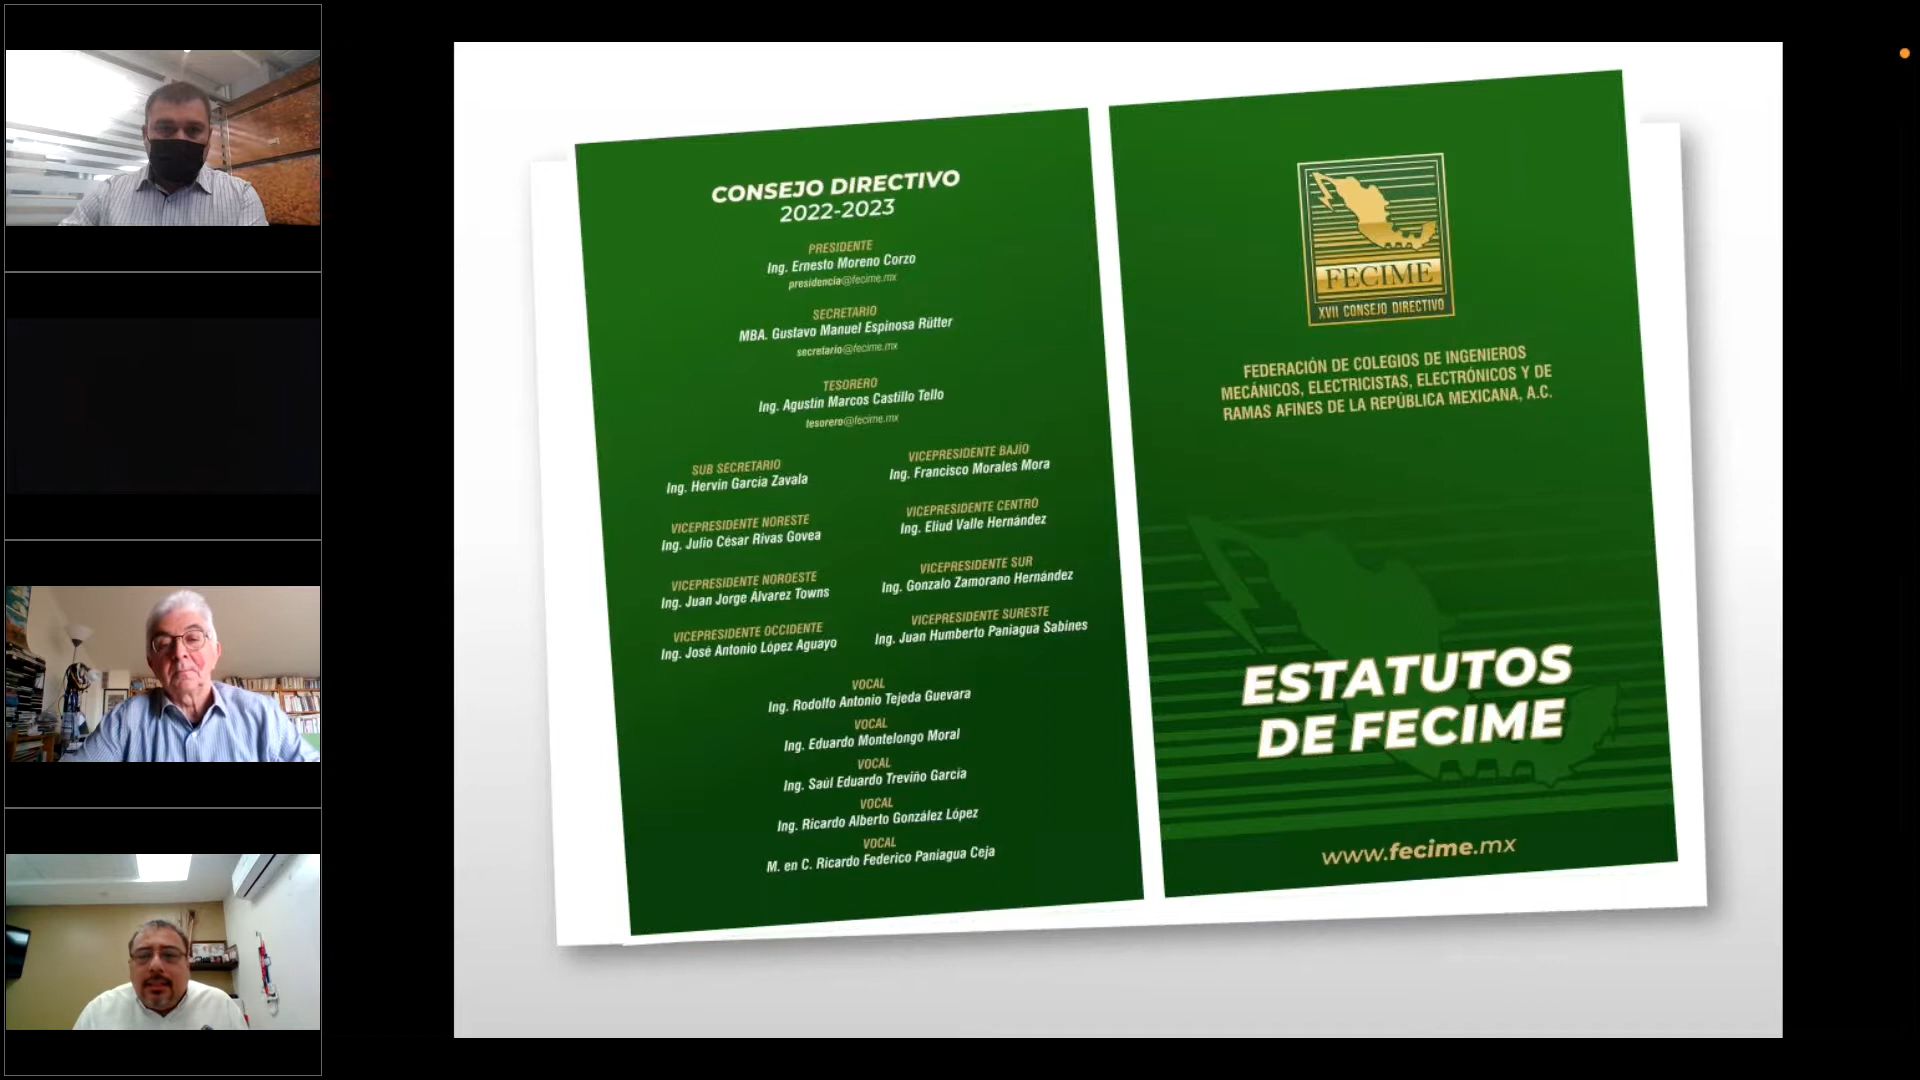 CONSEJO DIRECTIVO
2022-2023
PRESIDENTE
Ing. Ernesto Moreno Corzo
presidencia@fecime.mx
SECRETARIO
MBA. Gustavo Manuel Espinosa Rütter
secretario@fecime.mx
TESORERO
Ing. Agustín Marcos Castillo Tello
tesorero@fecime.mx
SUB SECRETARIO
Ing. Hervin García Zavala
VICEPRESIDENTE NORESTE
Ing. Julio César Rivas Govea
VICEPRESIDENTE NOROESTE
Ing. Juan Jorge Álvarez Towns
VICEPRESIDENTE OCCIDENTE
Ing. José Antonio López Aguayo
VICEPRESIDENTE BAJÍO
Ing. Francisco Morales Mora
VICEPRESIDENTE CENTRO
Ing. Eliud Valle Hernández
VICEPRESIDENTE SUR
Ing. Gonzalo Zamorano Hernández
VICEPRESIDENTE SURESTE
Ing. Juan Humberto Paniagua Sabines
VOCAL
Ing. Rodolfo Antonio Tejeda Guevara
VOCAL
Ing. Eduardo Montelongo Moral
VOCAL
Ing. Saúl Eduardo Treviño García
VOCAL
Ing. Ricardo Alberto González López
VOCAL
M. en C. Ricardo Federico Paniagua Ceja
FECIME
XVII CONSEJO DIRECTIVO
FEDERACIÓN DE COLEGIOS DE INGENIEROS
MECÁNICOS, ELECTRICISTAS, ELECTRÓNICOS Y DE
RAMAS AFINES DE LA REPÚBLICA MEXICANA, A.C.
ESTATUTOS
DE FECIME
www.fecime.mx